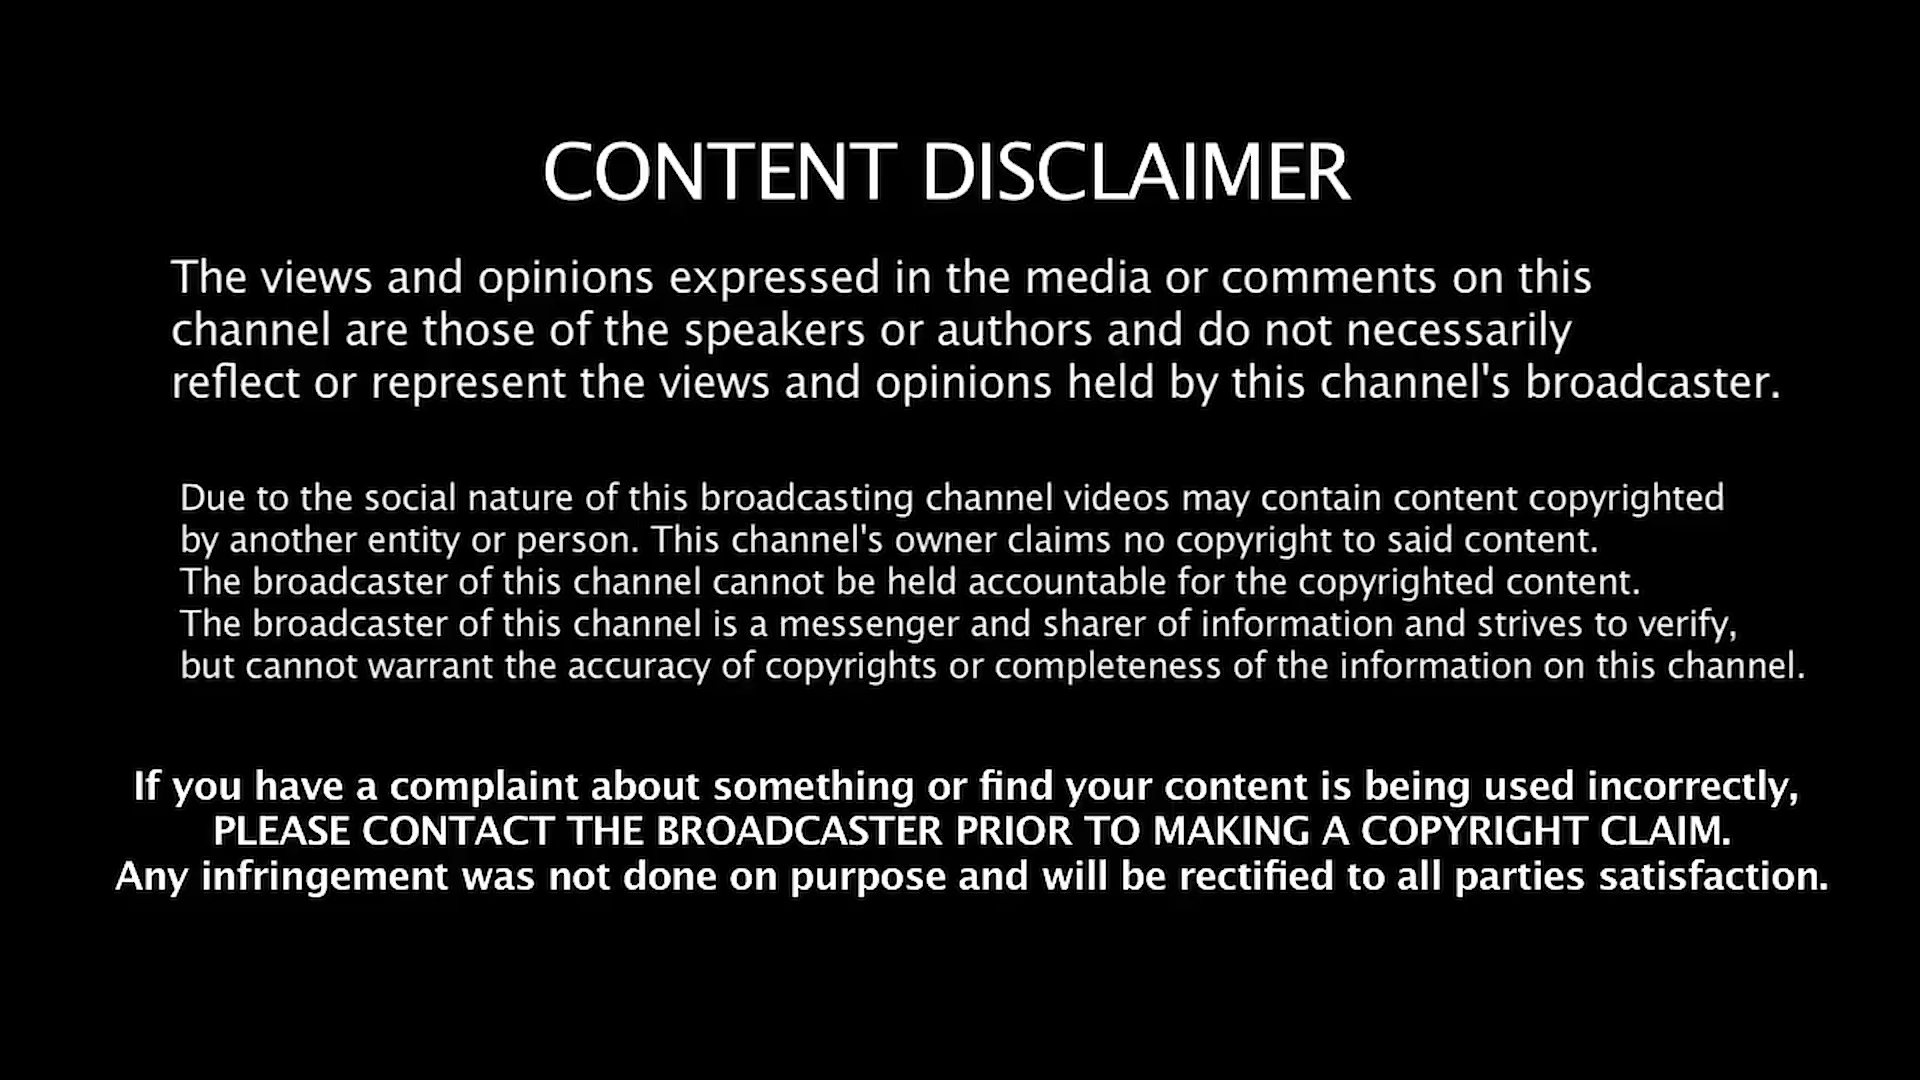 CONTENT DISCLAIMER
The views and opinions expressed in the media or comments on this
channel are those of the speakers or authors and do not necessarily
reflect or represent the views and opinions held by this channel's broadcaster.
Due to the social nature of this broadcasting channel videos may contain content copyrighted
by another entity or person. This channel's owner claims no copyright to said content.
The broadcaster of this channel cannot be held accountable for the copyrighted content.
The broadcaster of this channel is a messenger and sharer of information and strives to verify,
but cannot warrant the accuracy of copyrights or completeness of the information on this channel.
If you have a complaint about something or find your content is being used incorrectly,
PLEASE CONTACT THE BROADCASTER PRIOR TO MAKING A COPYRIGHT CLAIM.
Any infringement was not done on purpose and will be rectified to all parties satisfaction.